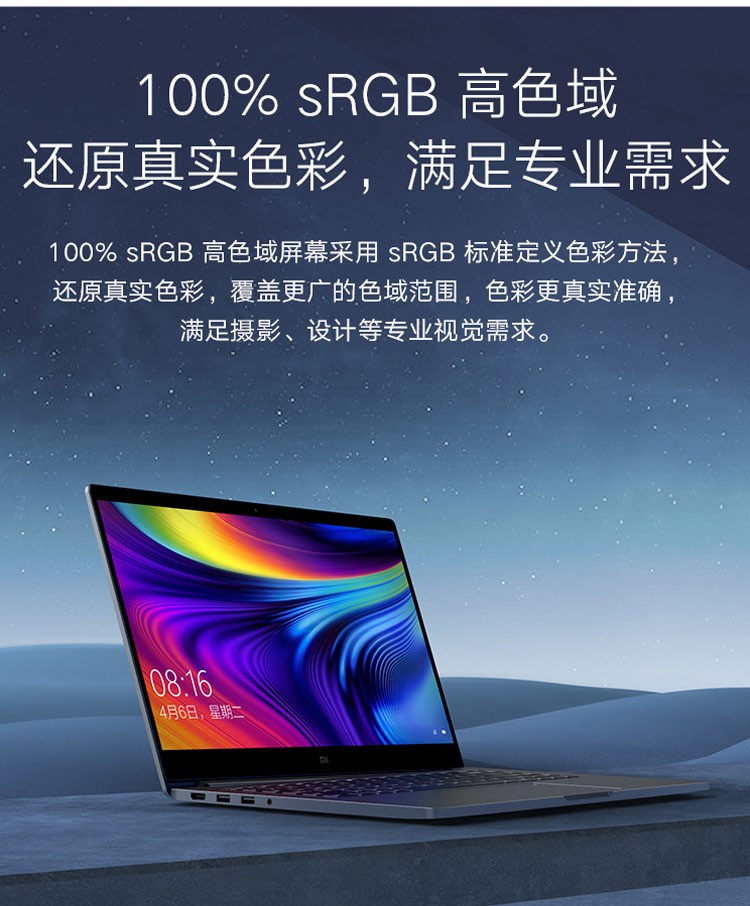 100% sRGB 高色域
还原真实色彩，满足专业需求
100% sRGB 高色域屏幕采用 sRGB 标准定义色彩方法，
还原真实色彩，覆盖更广的色域范围，色彩更真实准确，
满足摄影、设计等专业视觉需求。
08:16
4月6日，星期二